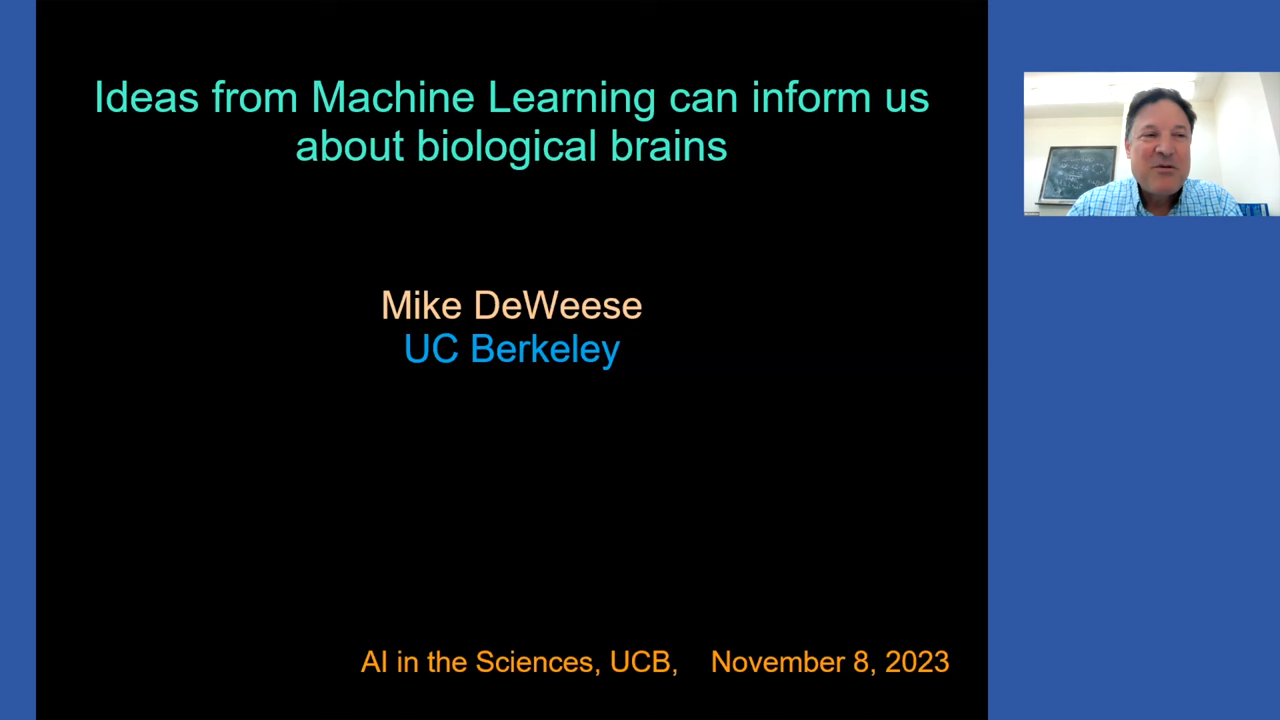 Ideas from Machine Learning can inform us
about biological brains
Mike DeWeese
UC Berkeley
AI in the Sciences, UCB, November 8, 2023